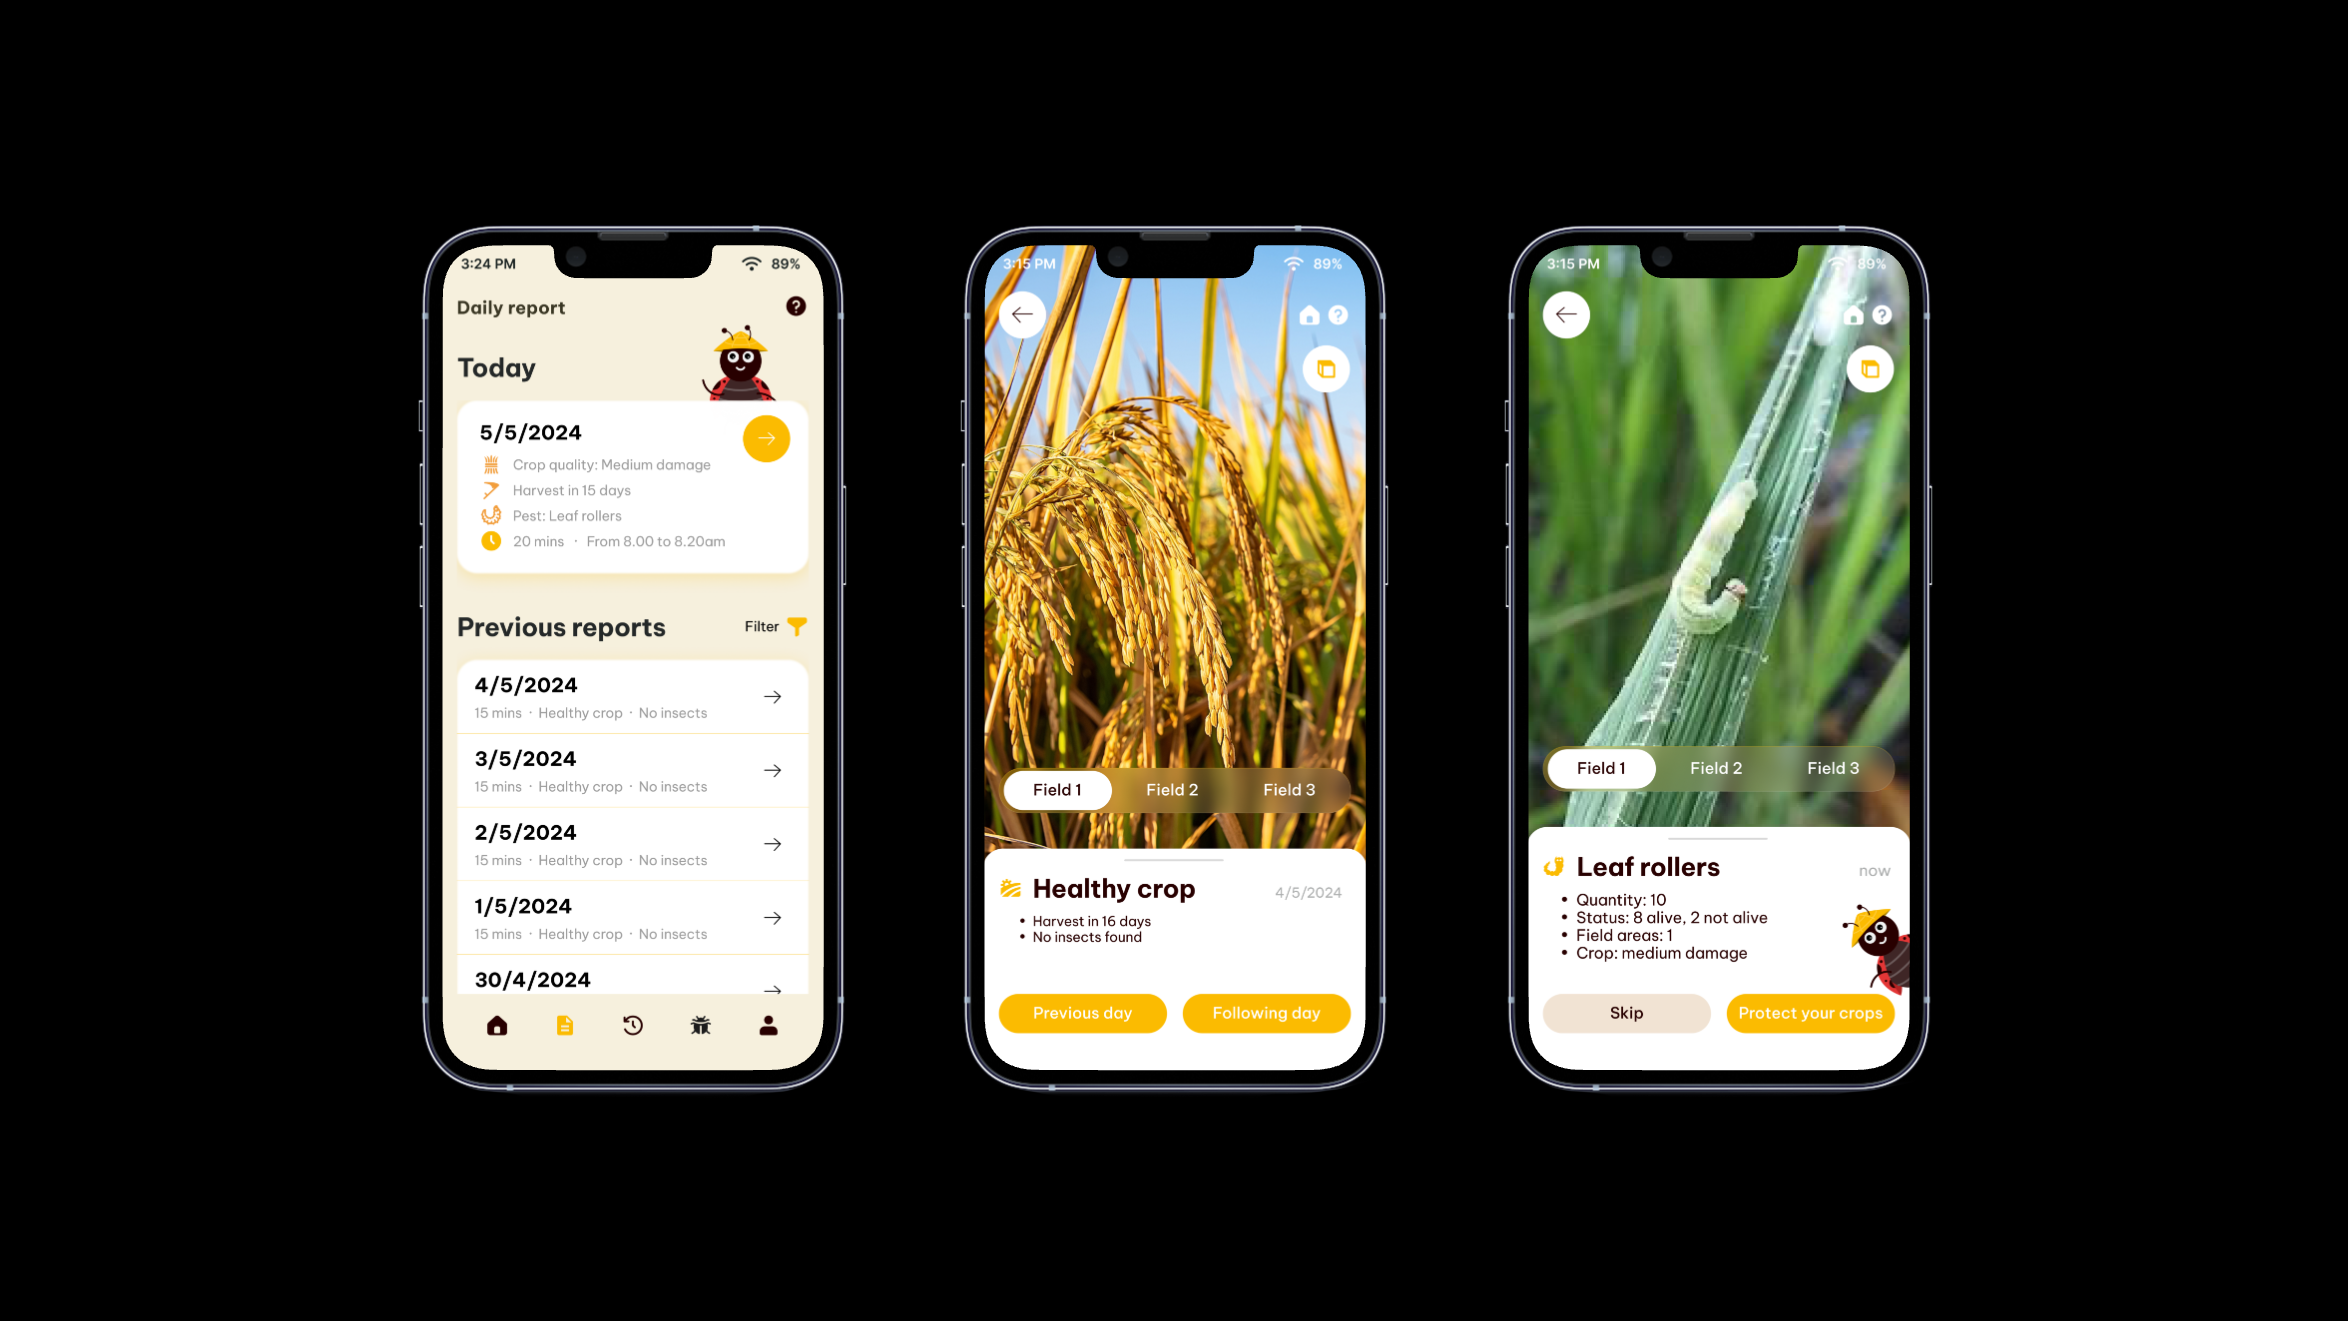 3:24 PM
89%
Daily report
Today
5/5/2024
Crop quality: Medium damage
Harvest in 15 days
Pest: Leaf rollers
20 mins · From 8.00 to 8.20am
Previous reports
Filter
4/5/2024
15 mins · Healthy crop · No insects
3/5/2024
15 mins · Healthy crop · No insects
2/5/2024
15 mins · Healthy crop · No insects
1/5/2024
15 mins · Healthy crop · No insects
30/4/2024
3:15 PM
89%
Field 1
Field 2
Field 3
Healthy crop
4/5/2024
• Harvest in 16 days
• No insects found
Previous day
Following day
3:15 PM
89%
Field 1
Field 2
Field 3
Leaf rollers
now
• Quantity: 10
• Status: 8 alive, 2 not alive
• Field areas: 1
• Crop: medium damage
Skip
Protect your crops